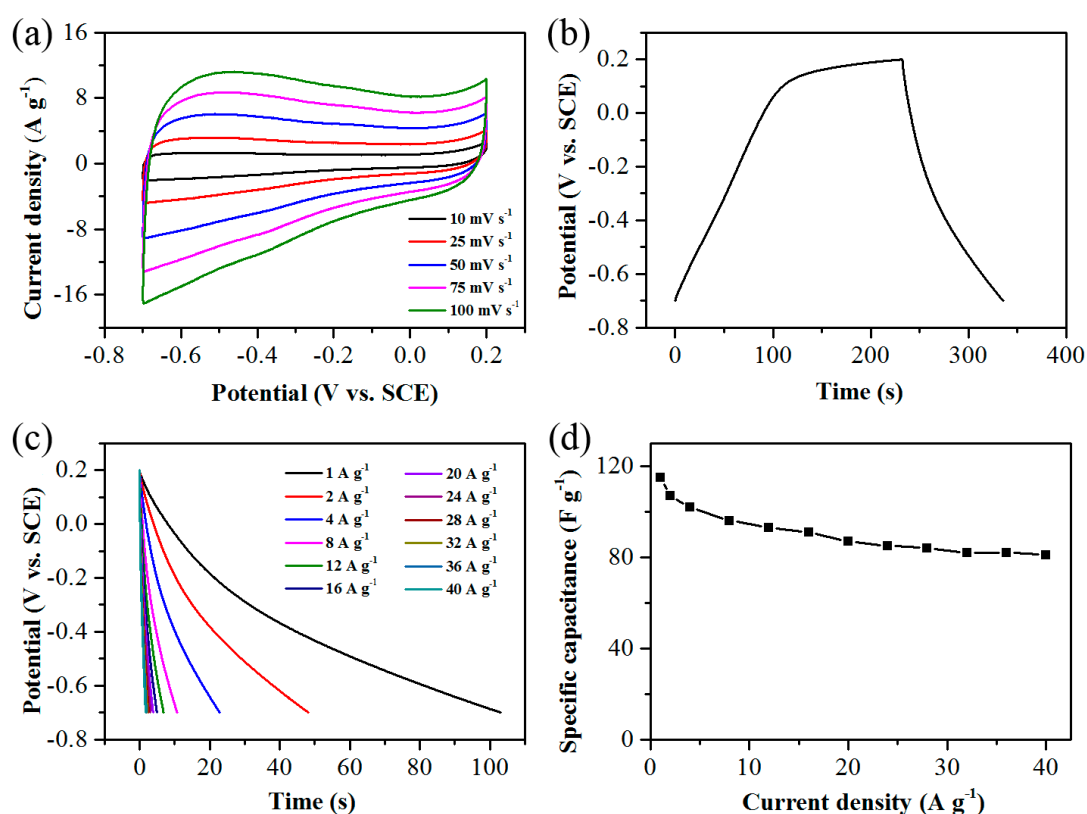 (a)
16
8
0
-8
-16
Current density (A g⁻¹)
-0.8 -0.6 -0.4 -0.2 0.0 0.2
Potential (V vs. SCE)
10 mV s⁻¹
25 mV s⁻¹
50 mV s⁻¹
75 mV s⁻¹
100 mV s⁻¹
(b)
0.2
0.0
-0.2
-0.4
-0.6
-0.8
Potential (V vs. SCE)
0 100 200 300 400
Time (s)
(c)
0.2
0.0
-0.2
-0.4
-0.6
-0.8
Potential (V vs. SCE)
1 A g⁻¹ 20 A g⁻¹
2 A g⁻¹ 24 A g⁻¹
4 A g⁻¹ 28 A g⁻¹
8 A g⁻¹ 32 A g⁻¹
12 A g⁻¹ 36 A g⁻¹
16 A g⁻¹ 40 A g⁻¹
0 20 40 60 80 100
Time (s)
(d)
120
80
40
0
Specific capacitance (F g⁻¹)
0 10 20 30 40
Current density (A g⁻¹)